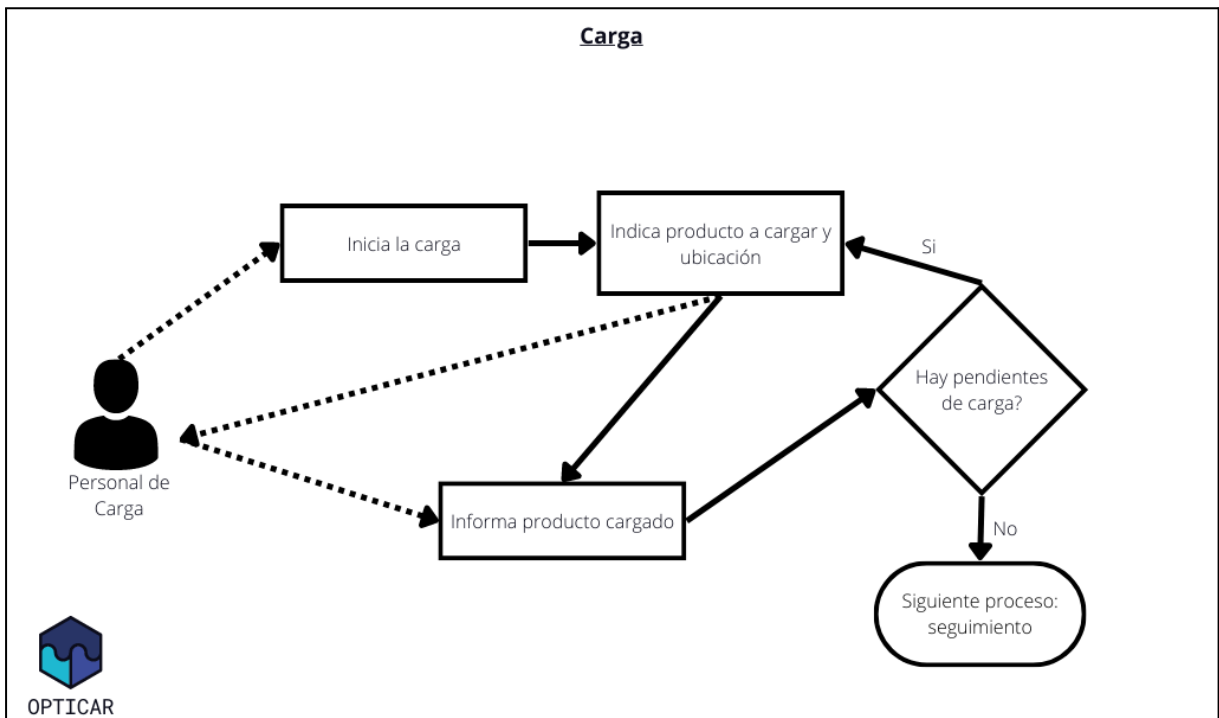 Carga
Inicia la carga
Indica producto a cargar y
ubicación
Si
Hay pendientes
de carga?
Personal de
Carga
Informa producto cargado
No
Siguiente proceso:
seguimiento
OPTICAR